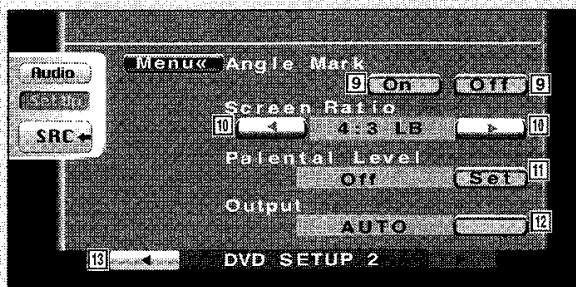 Menu« Angle Mark
Audio
9 On Off 9
Set Up
Screen Ratio
SRC
10 ◄ 4:3 LB ► 10
Palental Level
Off Set 11
Output
AUTO 12
13 ◄ DVD SETUP 2